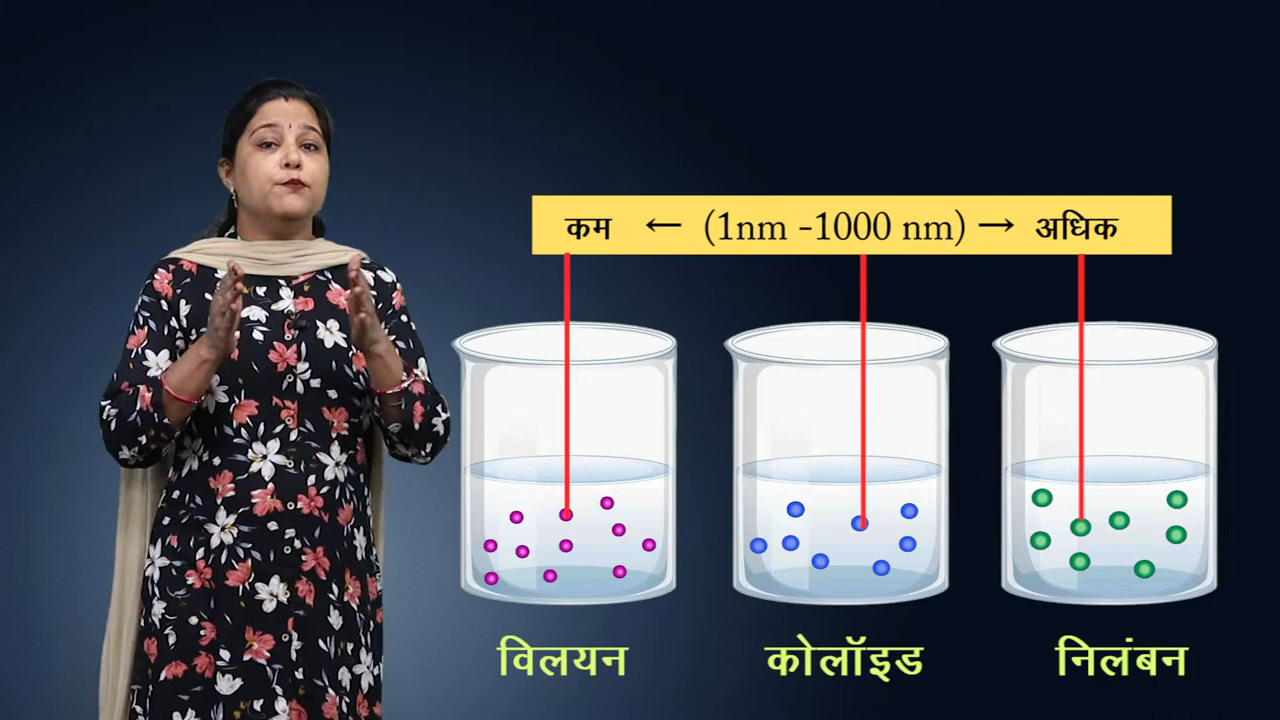 कम ← (1nm -1000 nm) → अधिक
विलयन कोलॉइड निलंबन